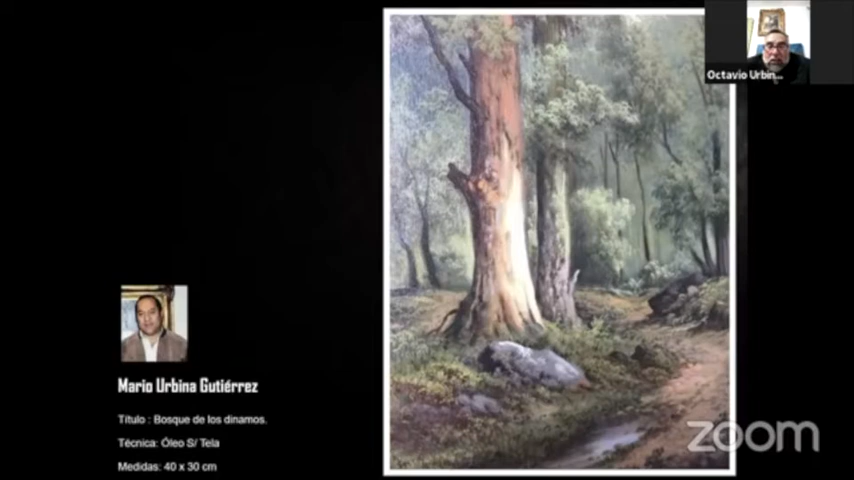 Octavio Urbin...
Mario Urbina Gutiérrez
Título : Bosque de los dinamos.
Técnica: Óleo S/ Tela
Medidas: 40 x 30 cm
zoom